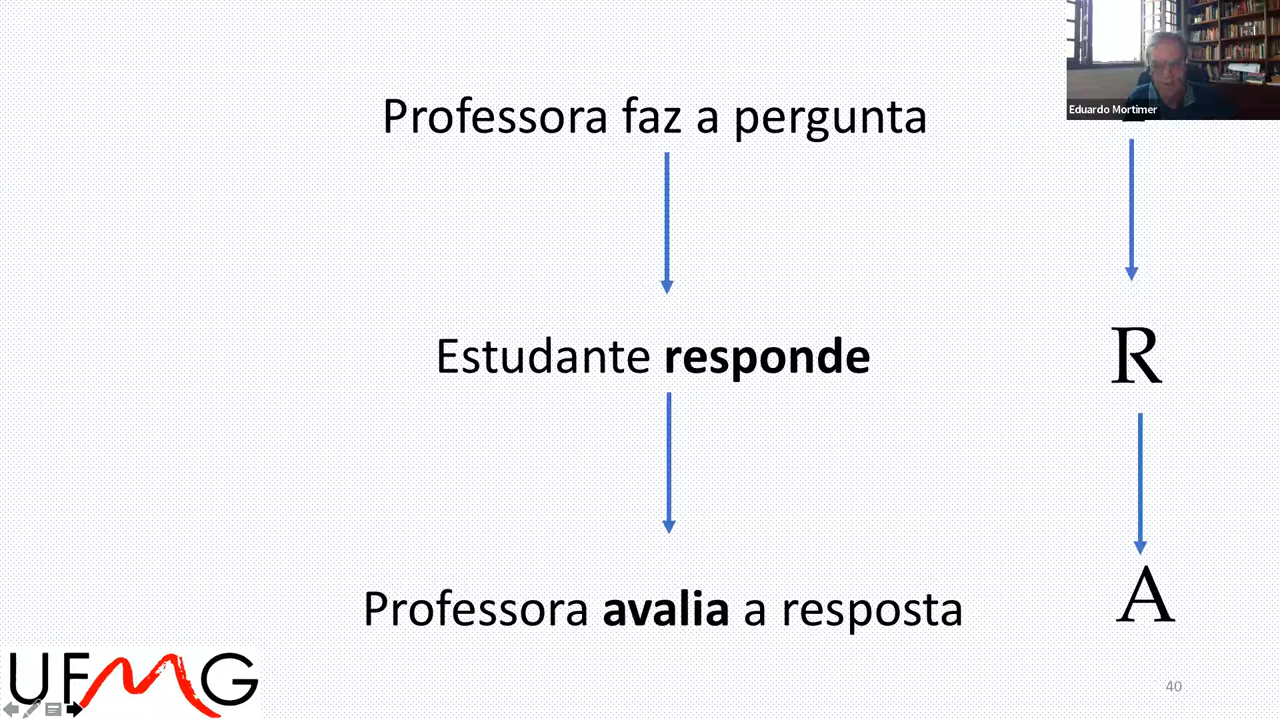 Eduardo Mortimer
Professora faz a pergunta
Estudante responde
R
Professora avalia a resposta
A
UFMG
40